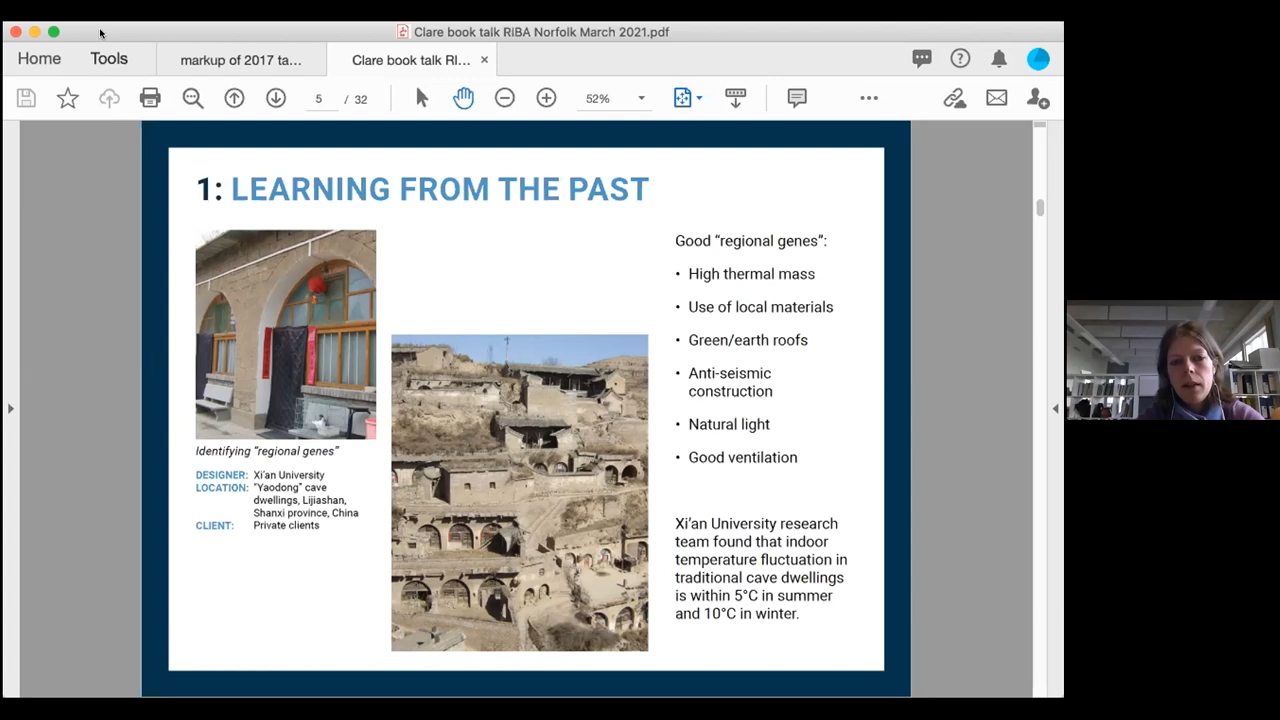 Clare book talk RIBA Norfolk March 2021.pdf
Home
Tools
markup of 2017 ta...
Clare book talk RI...
5
/ 32
52%
1: LEARNING FROM THE PAST
Identifying “regional genes”
DESIGNER: Xi’an University
LOCATION: “Yaodong” cave
dwellings, Lijiashan,
Shanxi province, China
CLIENT: Private clients
Good “regional genes”:
• High thermal mass
• Use of local materials
• Green/earth roofs
• Anti-seismic
construction
• Natural light
• Good ventilation
Xi’an University research
team found that indoor
temperature fluctuation in
traditional cave dwellings
is within 5°C in summer
and 10°C in winter.